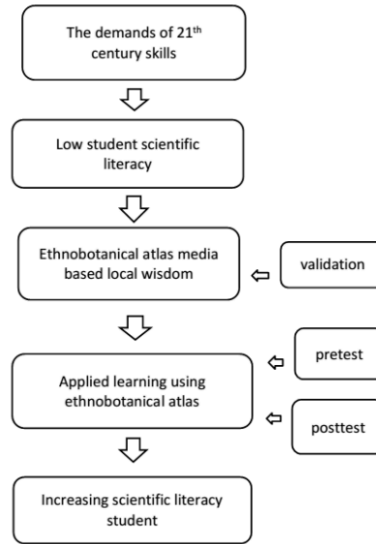 The demands of 21th
century skills
Low student scientific
literacy
Ethnobotanical atlas media
based local wisdom
validation
pretest
Applied learning using
ethnobotanical atlas
posttest
Increasing scientific literacy
student